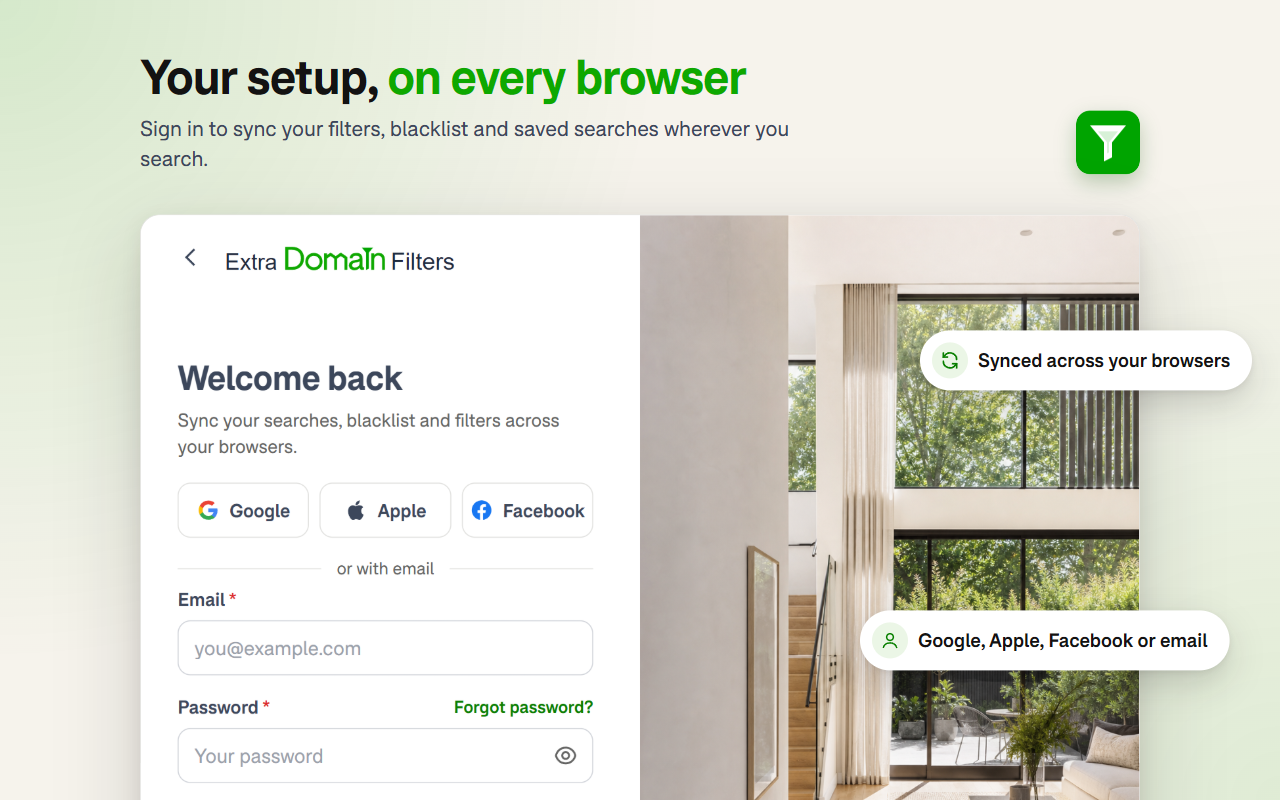 Your setup, on every browser
Sign in to sync your filters, blacklist and saved searches wherever you
search.
Extra Domain Filters
Welcome back
Sync your searches, blacklist and filters across
your browsers.
Google
Apple
Facebook
or with email
Email *
you@example.com
Password *
Forgot password?
Your password
Synced across your browsers
Google, Apple, Facebook or email